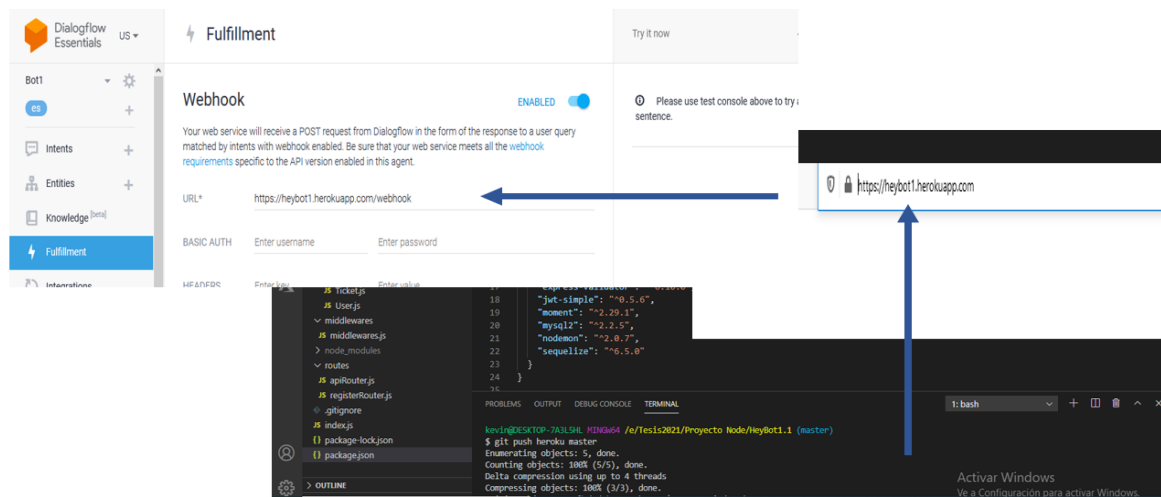 Dialogflow
Essentials
US
Fulfillment
Try it now
Bot1
es
Intents
Entities
Knowledge [beta]
Fulfillment
Integrations
Webhook
ENABLED
Your web service will receive a POST request from Dialogflow in the form of the response to a user query
matched by intents with webhook enabled. Be sure that your web service meets all the webhook
requirements specific to the API version enabled in this agent.
URL*
https://heybot1.herokuapp.com/webhook
BASIC AUTH
Enter username
Enter password
HEADERS
Enter key
Enter value
Please use test console above to try a
sentence.
https://heybot1.herokuapp.com
JS Ticket.js
JS User.js
middlewares
JS middlewares.js
node_modules
routes
JS apiRouter.js
JS registerRouter.js
.gitignore
JS index.js
{} package-lock.json
{} package.json
OUTLINE
18 "jwt-simple": "^0.5.6",
19 "moment": "^2.29.1",
20 "mysql2": "^2.2.5",
21 "nodemon": "^2.0.7",
22 "sequelize": "^6.5.0"
23 }
24 }
25
PROBLEMS OUTPUT DEBUG CONSOLE TERMINAL
1: bash
kevin@DESKTOP-7A3LSHL MINGW64 /e/Tesis2021/Proyecto Node/HeyBot1.1 (master)
$ git push heroku master
Enumerating objects: 5, done.
Counting objects: 100% (5/5), done.
Delta compression using up to 4 threads
Compressing objects: 100% (3/3), done.
Activar Windows
Ve a Configuración para activar Windows.